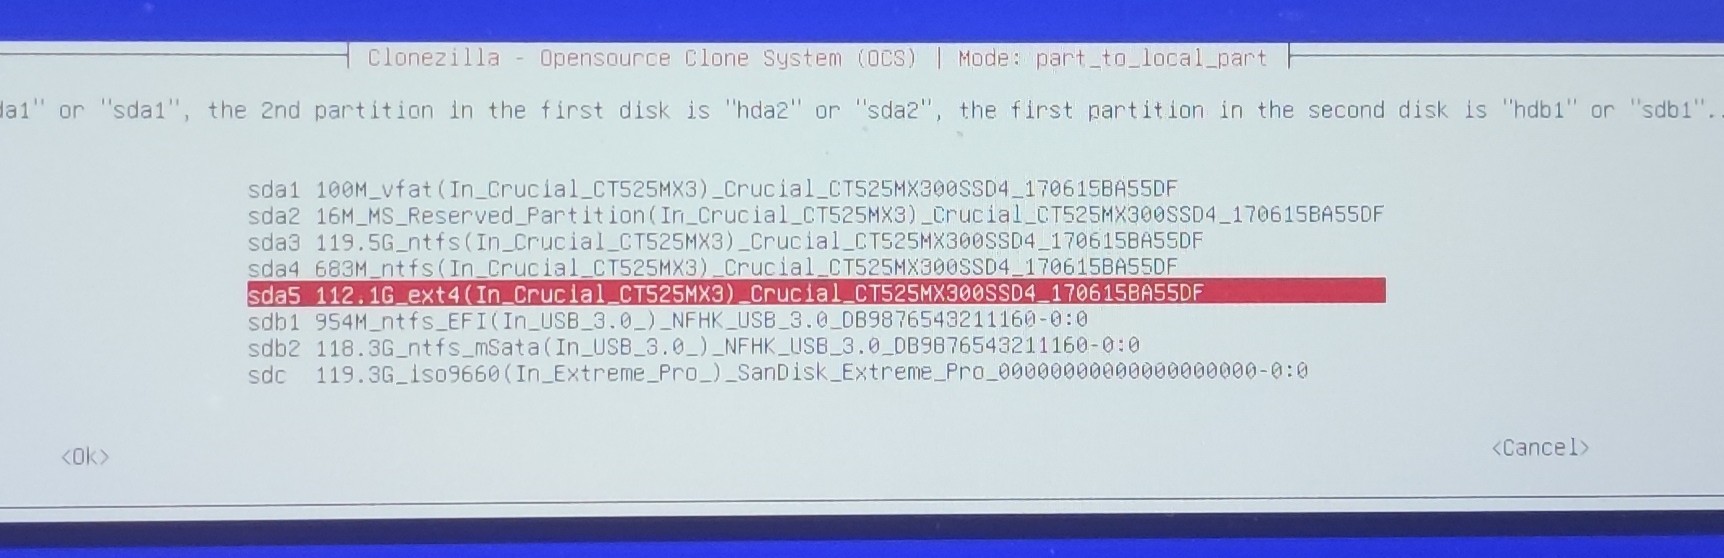 Clonezilla - Opensource Clone System (OCS) | Mode: part_to_local_part
"sda1", the 2nd partition in the first disk is "hda2" or "sda2", the first partition in the second disk is "hdb1" or "sdb1"..
sda1 100M_vfat(In_Crucial_CT525MX3)_Crucial_CT525MX300SSD4_170615BA55DF
sda2 16M_MS_Reserved_Partition(In_Crucial_CT525MX3)_Crucial_CT525MX300SSD4_170615BA55DF
sda3 119.5G_ntfs(In_Crucial_CT525MX3)_Crucial_CT525MX300SSD4_170615BA55DF
sda4 683M_ntfs(In_Crucial_CT525MX3)_Crucial_CT525MX300SSD4_170615BA55DF
sda5 112.1G_ext4(In_Crucial_CT525MX3)_Crucial_CT525MX300SSD4_170615BA55DF
sdb1 954M_ntfs_EFI(In_USB_3.0_)_NFHK_USB_3.0_DB9876543211160-0:0
sdb2 118.3G_ntfs_mSata(In_USB_3.0_)_NFHK_USB_3.0_DB9876543211160-0:0
sdc 119.3G_iso9660(In_Extreme_Pro_)_SanDisk_Extreme_Pro_00000000000000000000-0:0
<Ok> <Cancel>